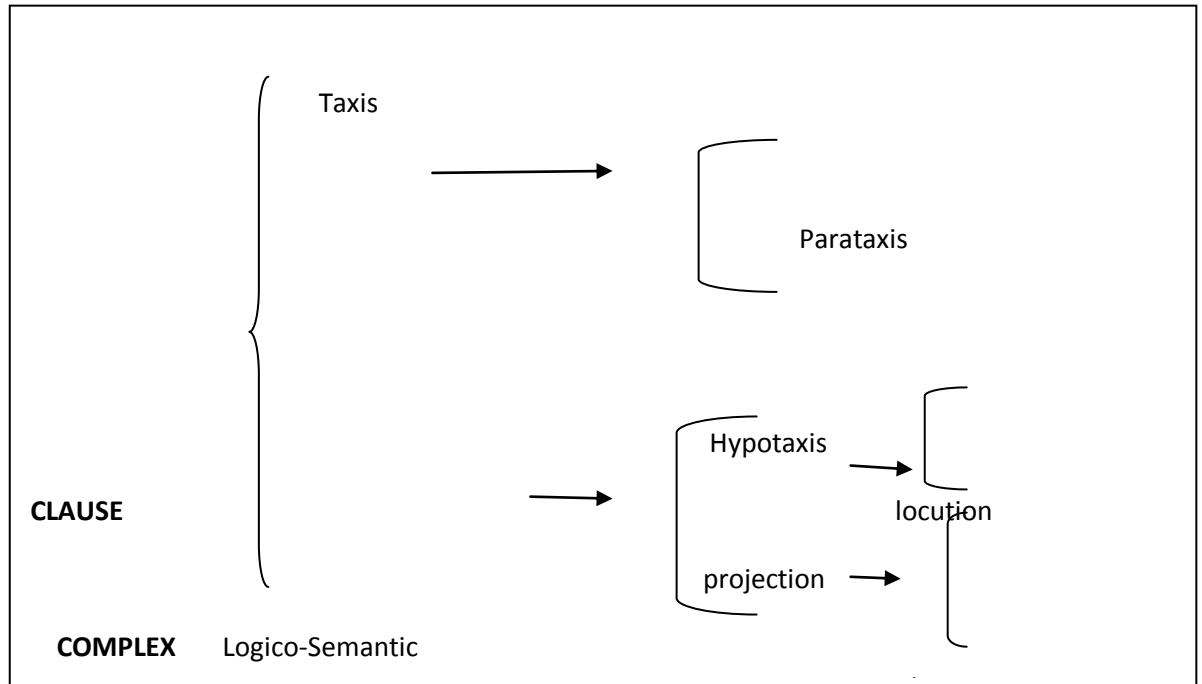 Taxis
Parataxis
Hypotaxis
CLAUSE locution
projection
COMPLEX Logico-Semantic